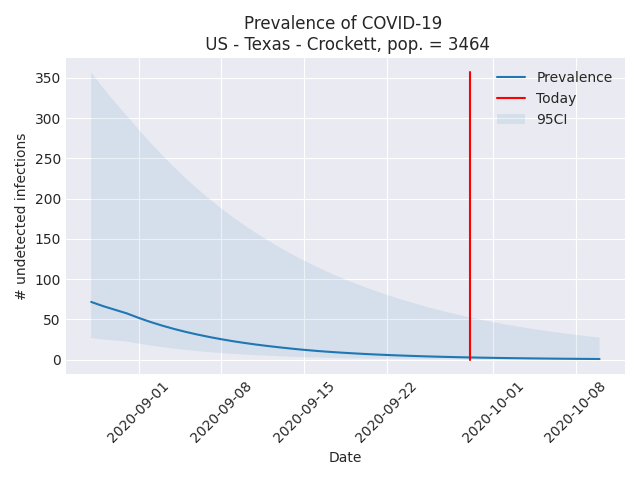 Prevalence of COVID-19
US - Texas - Crockett, pop. = 3464
Prevalence
Today
95CI
# undetected infections
350
300
250
200
150
100
50
0
2020-09-01
2020-09-08
2020-09-15
2020-09-22
2020-10-01
2020-10-08
Date